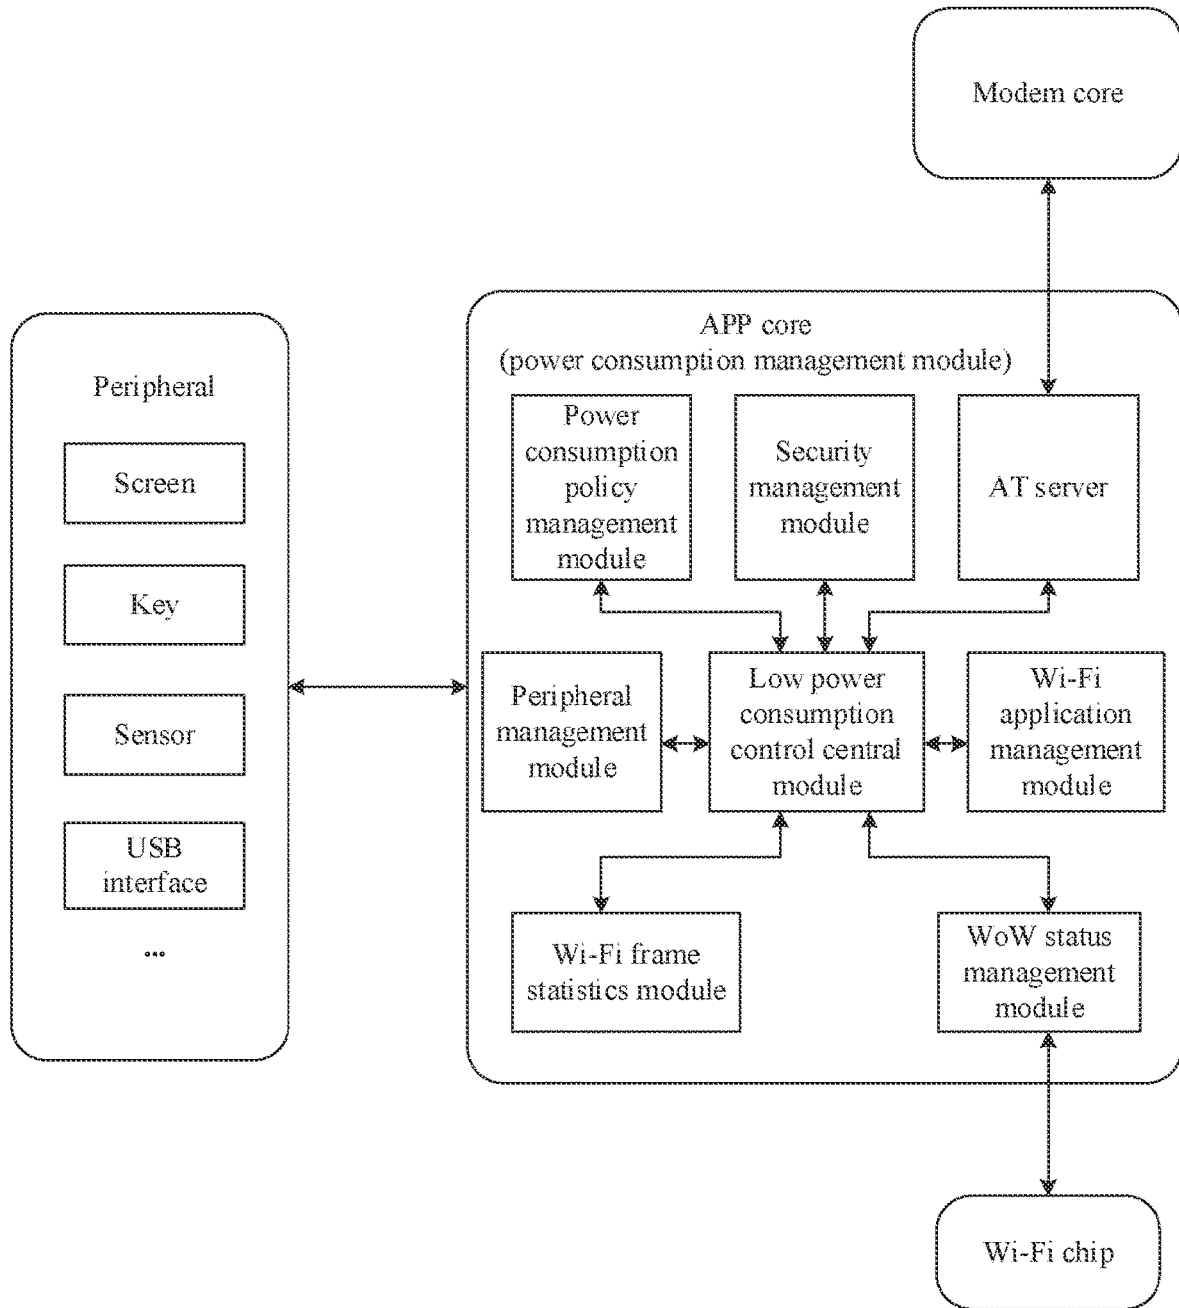 Modem core
APP core
(power consumption management module)
Peripheral
Screen
Key
Sensor
USB
interface
...
Power
consumption
policy
management
module
Security
management
module
AT server
Peripheral
management
module
Low power
consumption
control central
module
Wi-Fi
application
management
module
Wi-Fi frame
statistics module
WoW status
management
module
Wi-Fi chip